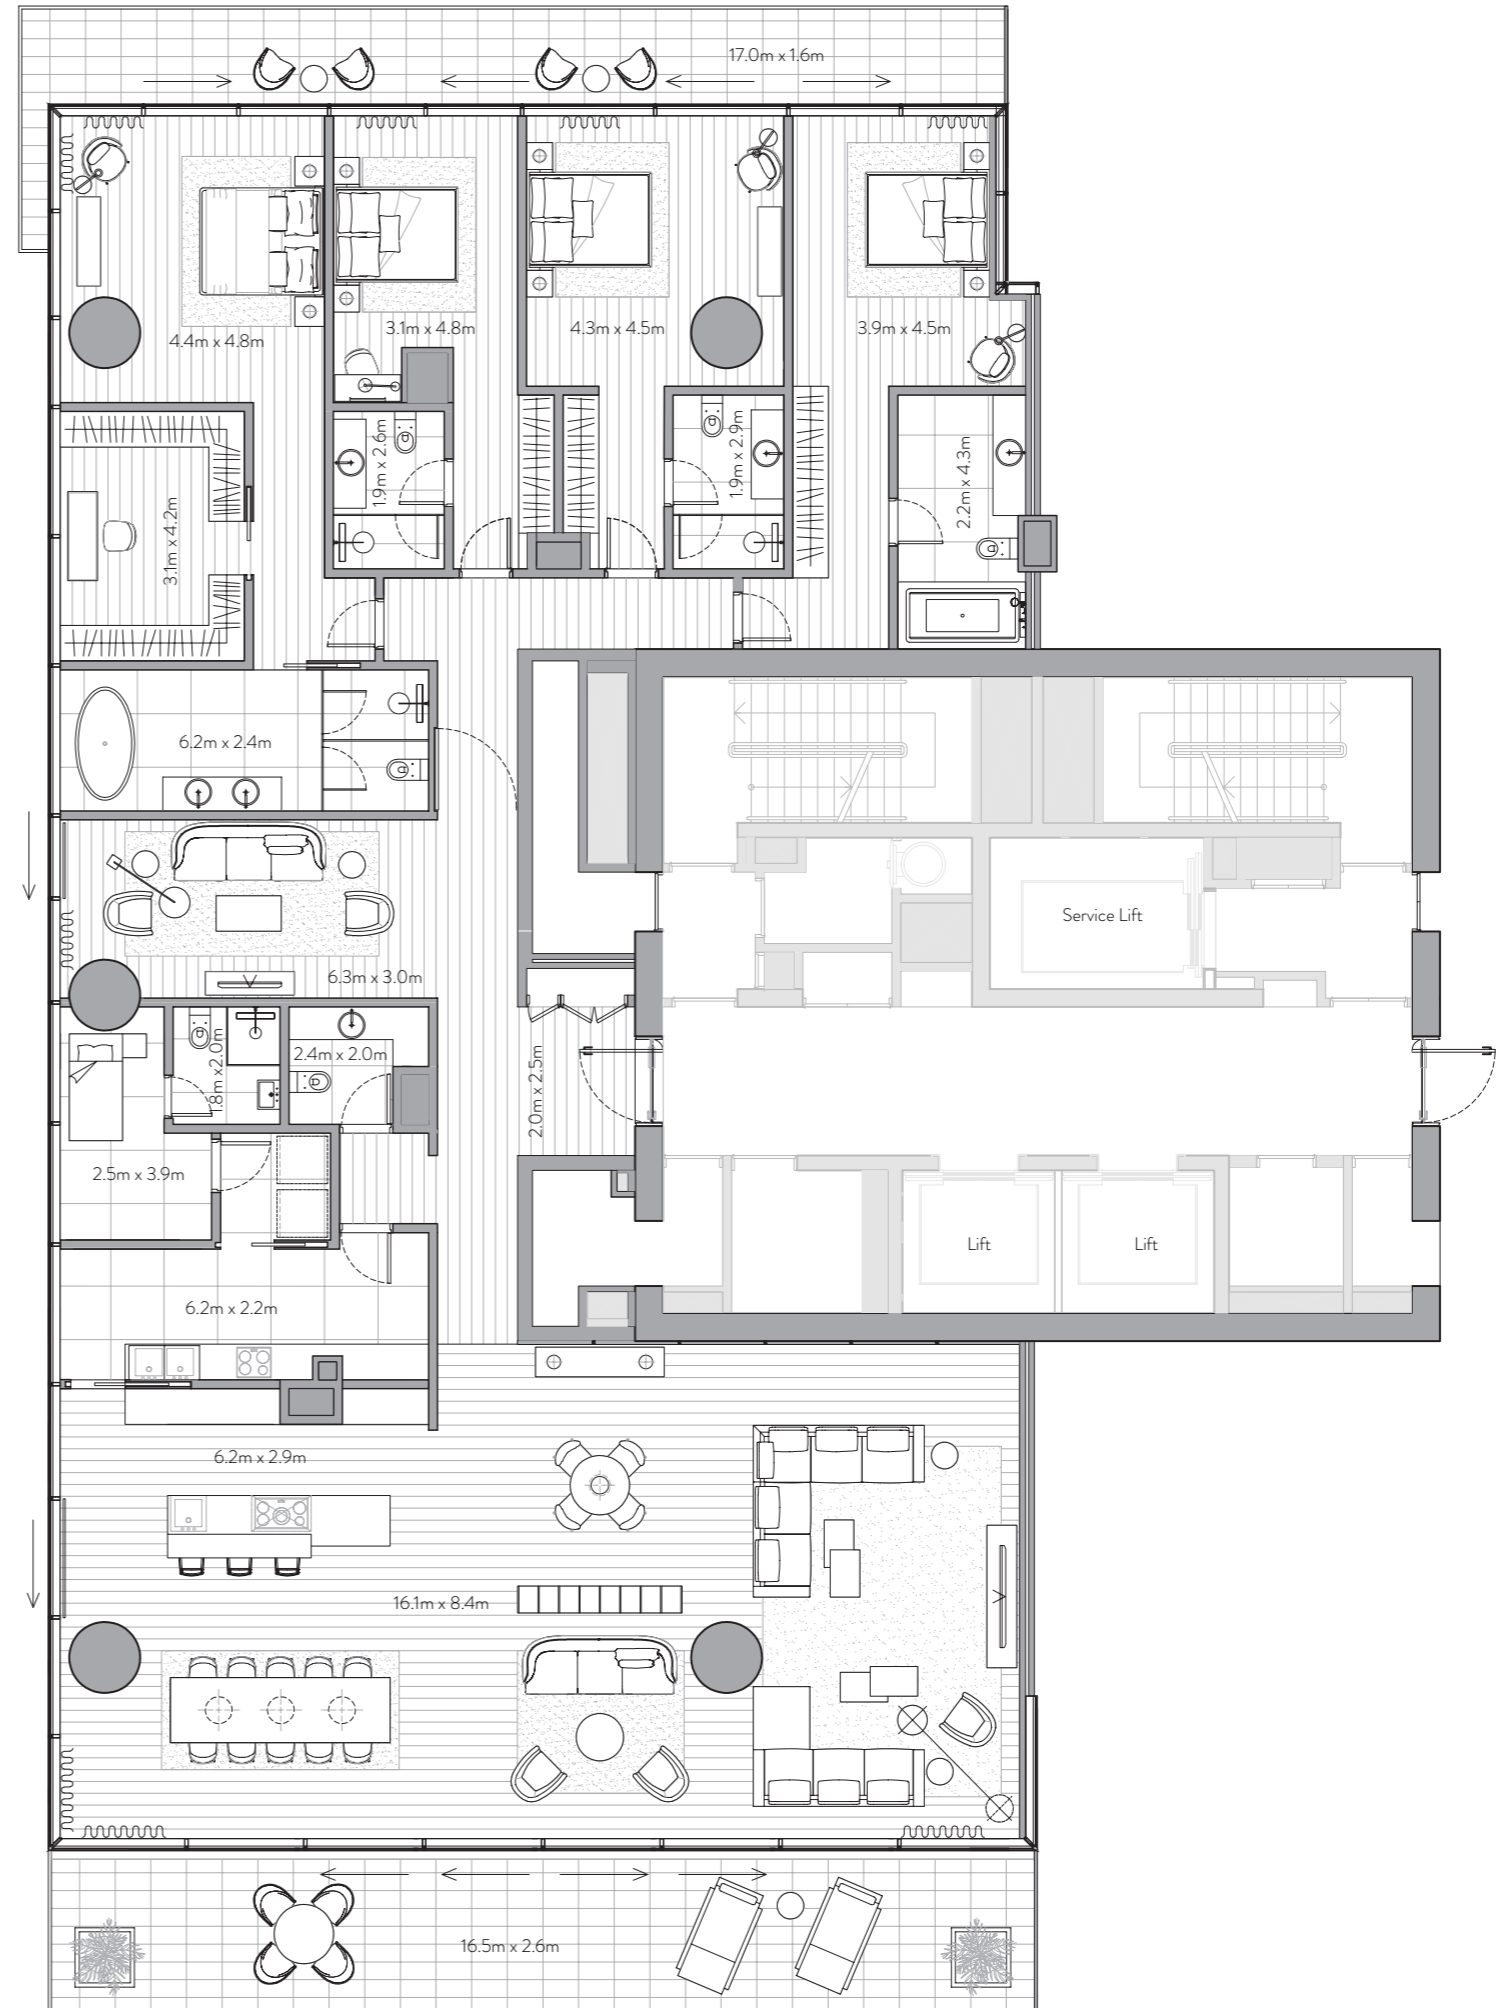 17.0m x 1.6m
4.4m x 4.8m
3.1m x 4.8m
4.3m x 4.5m
3.9m x 4.5m
1.9m x 2.6m
1.9m x 2.9m
2.2m x 4.3m
3.1m x 4.2m
6.2m x 2.4m
Service Lift
6.3m x 3.0m
1.8m x2.0m
2.4m x 2.0m
2.0m x 2.5m
2.5m x 3.9m
Lift
Lift
6.2m x 2.2m
6.2m x 2.9m
16.1m x 8.4m
16.5m x 2.6m